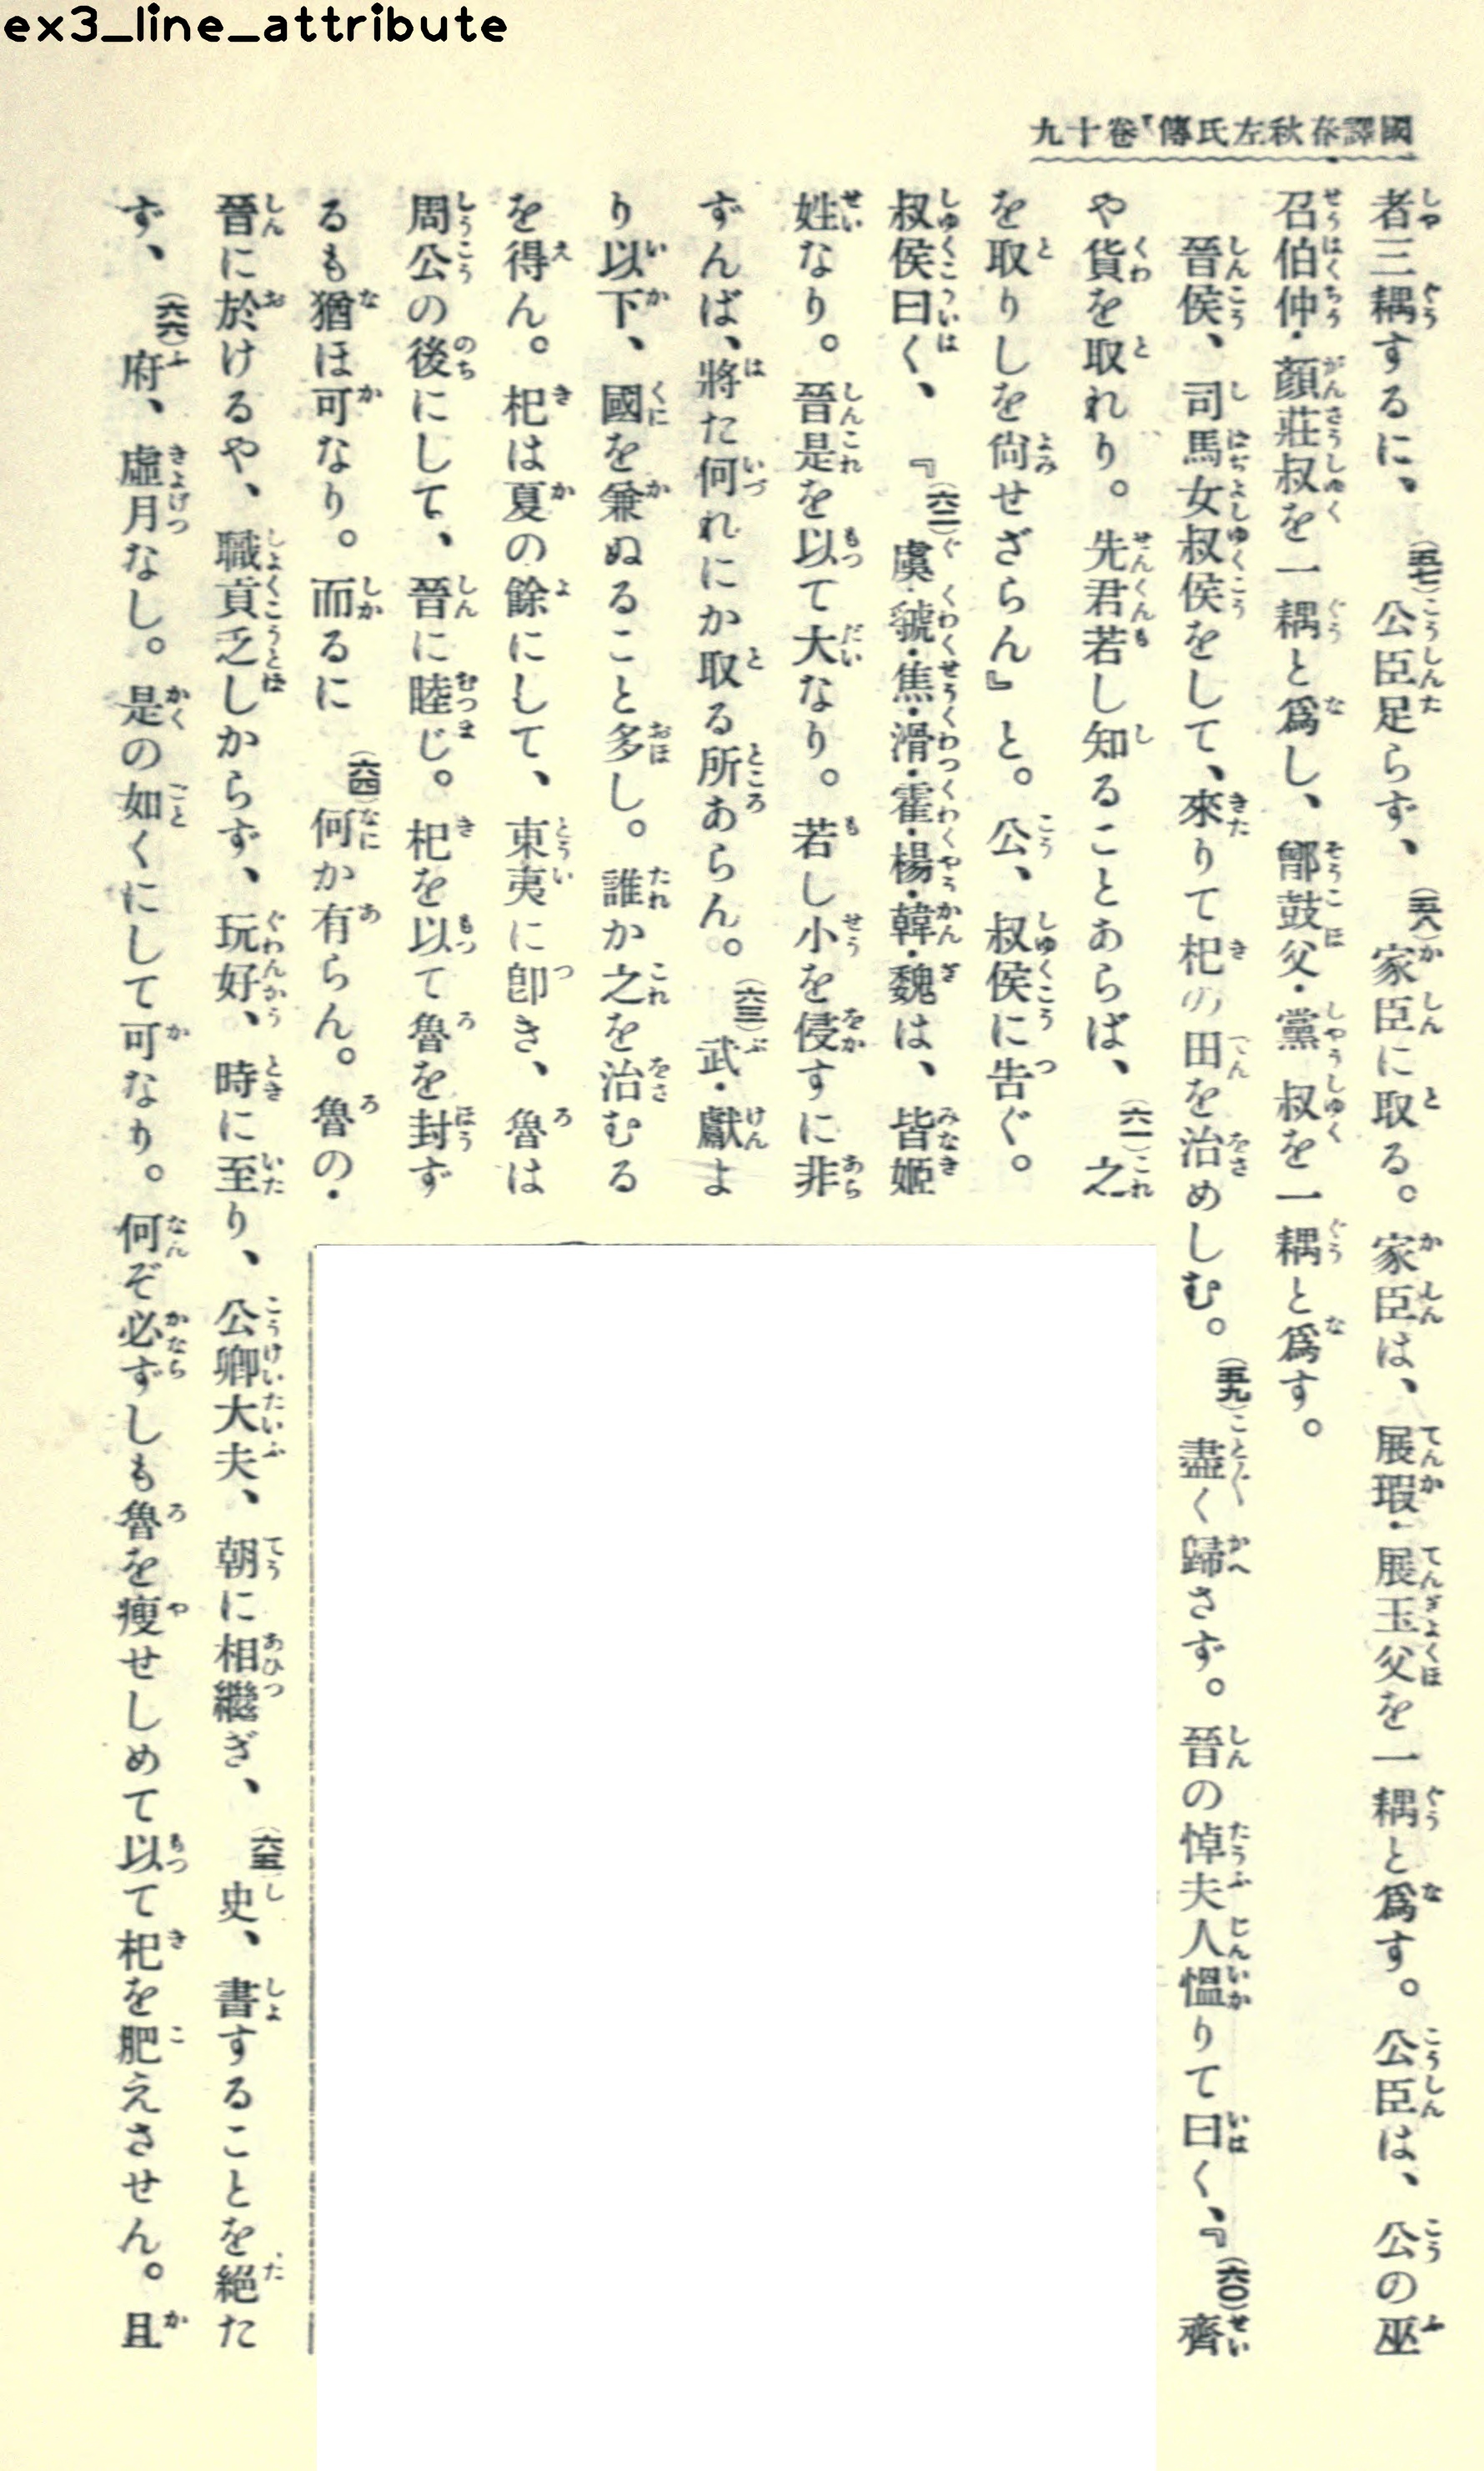 ex3_line_attribute
國譯春秋左氏傳 卷十九
者三耦するに、(五七)公臣足らず、(五八)家臣に取る。家臣は、展瑕・展玉父を一耦と爲す。公臣は、公の巫
召伯仲・顏莊叔を一耦と爲し、鄫鼓父・黨叔を一耦と爲す。
晉侯、司馬女叔侯をして、來りて杞の田を治めしむ。(五九)盡く歸さず。晉の悼夫人慍りて曰く、『(六〇)齊
や貨を取れり。先君若し知ることあらば、(六一)之
を取りしを尙せざらん』と。公、叔侯に吿ぐ。
叔侯曰く、『(六二)虞・虢・焦・滑・霍・楊・韓・魏は、皆姬
姓なり。晉是を以て大なり。若し小を侵すに非
ずんば、將た何れにか取る所あらん。(六三)武・獻よ
り以下、國を兼ぬること多し。誰か之を治むる
を得ん。杞は夏の餘にして、東夷に卽き、魯は
周公の後にして、晉に睦じ。杞を以て魯を封ず
るも猶ほ可なり。而るに(六四)何か有らん。魯の・
晉に於けるや、職貢乏しからず、玩好、時に至り、公卿大夫、朝に相繼ぎ、(六五)史、書することを絕た
ず、(六六)府、虛月なし。是の如くにして可なり。何ぞ必ずしも魯を瘦せしめて以て杞を肥えさせん。且